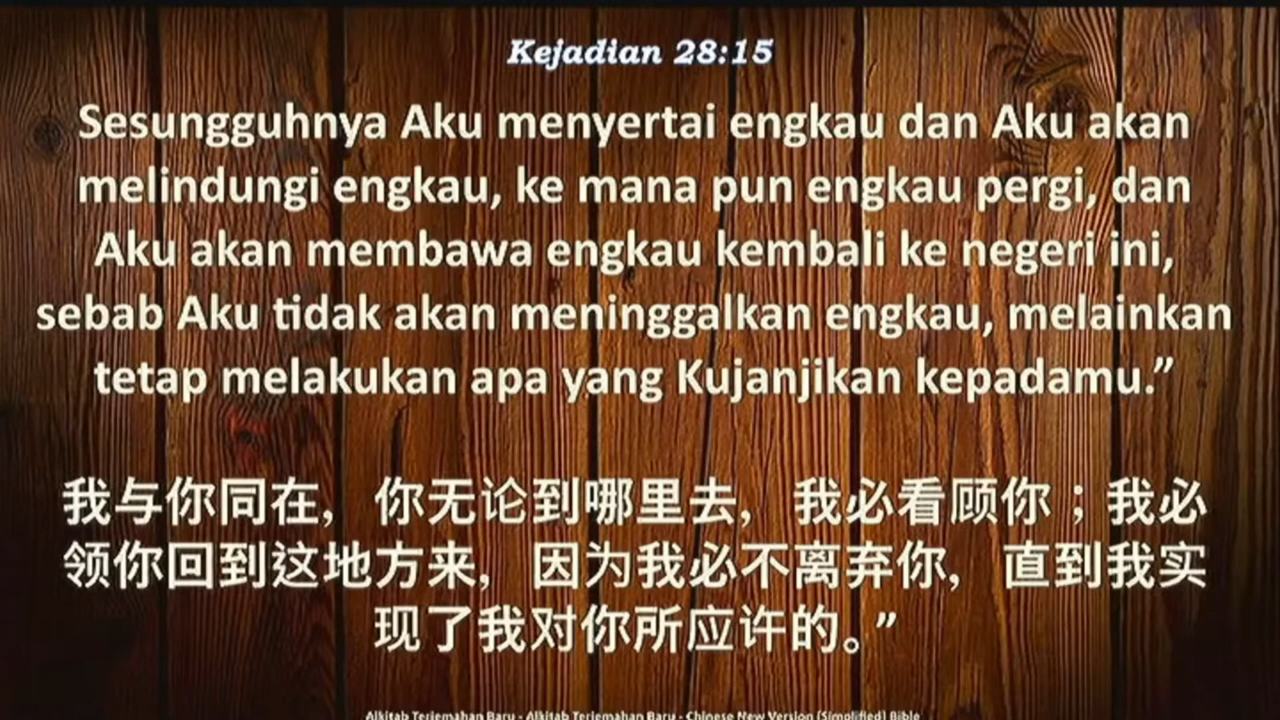 Kejadian 28:15
Sesungguhnya Aku menyertai engkau dan Aku akan
melindungi engkau, ke mana pun engkau pergi, dan
Aku akan membawa engkau kembali ke negeri ini,
sebab Aku tidak akan meninggalkan engkau, melainkan
tetap melakukan apa yang Kujanjikan kepadamu.”
我与你同在, 你无论到哪里去, 我必看顾你；我必
领你回到这地方来, 因为我必不离弃你, 直到我实
现了我对你所应许的。”
Alkitab Terjemahan Baru - Alkitab Terjemahan Baru - Chinese New Version (Simplified) Bible